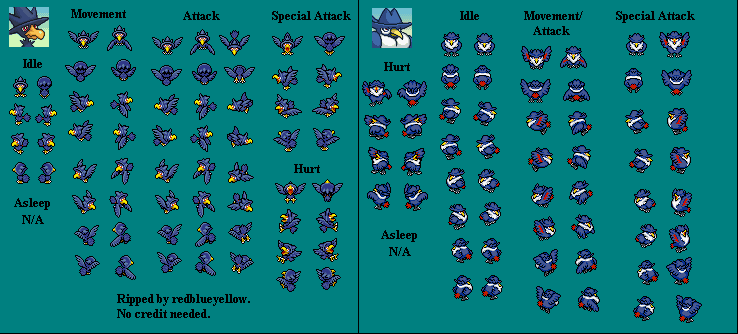 Movement
Attack
Special Attack
Idle
Asleep
N/A
Hurt
Ripped by redblueyellow.
No credit needed.
Idle
Movement/
Attack
Special Attack
Hurt
Asleep
N/A